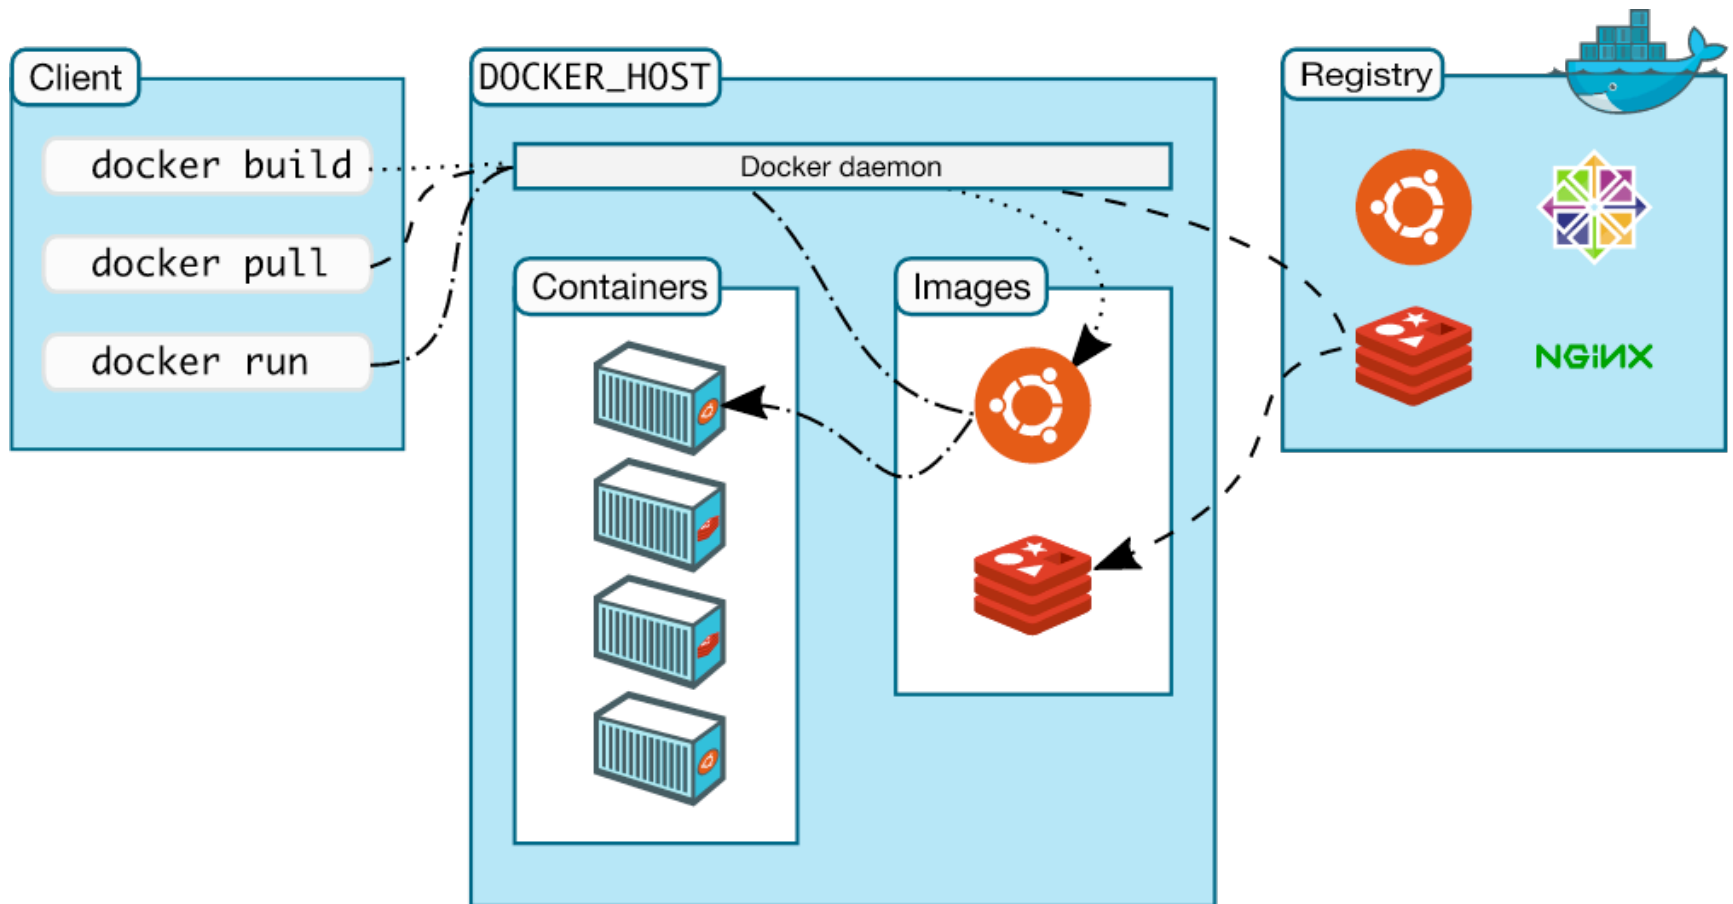 Client
docker build
docker pull
docker run
DOCKER_HOST
Docker daemon
Containers
Images
Registry
NGiNX